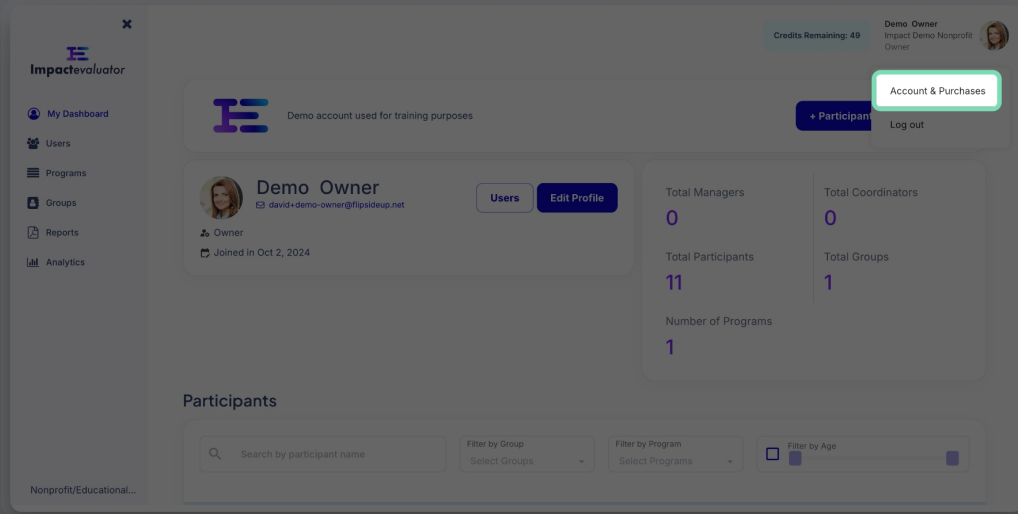 Impactevaluator
My Dashboard
Users
Programs
Groups
Reports
Analytics
Nonprofit/Educational...
Credits Remaining: 49
Demo Owner
Impact Demo Nonprofit
Owner
Account & Purchases
Log out
Demo account used for training purposes
+ Participant
Demo Owner
david+demo-owner@flipsideup.net
Owner
Joined in Oct 2, 2024
Users
Edit Profile
Total Managers
0
Total Coordinators
0
Total Participants
11
Total Groups
1
Number of Programs
1
Participants
Search by participant name
Filter by Group
Select Groups
Filter by Program
Select Programs
Filter by Age